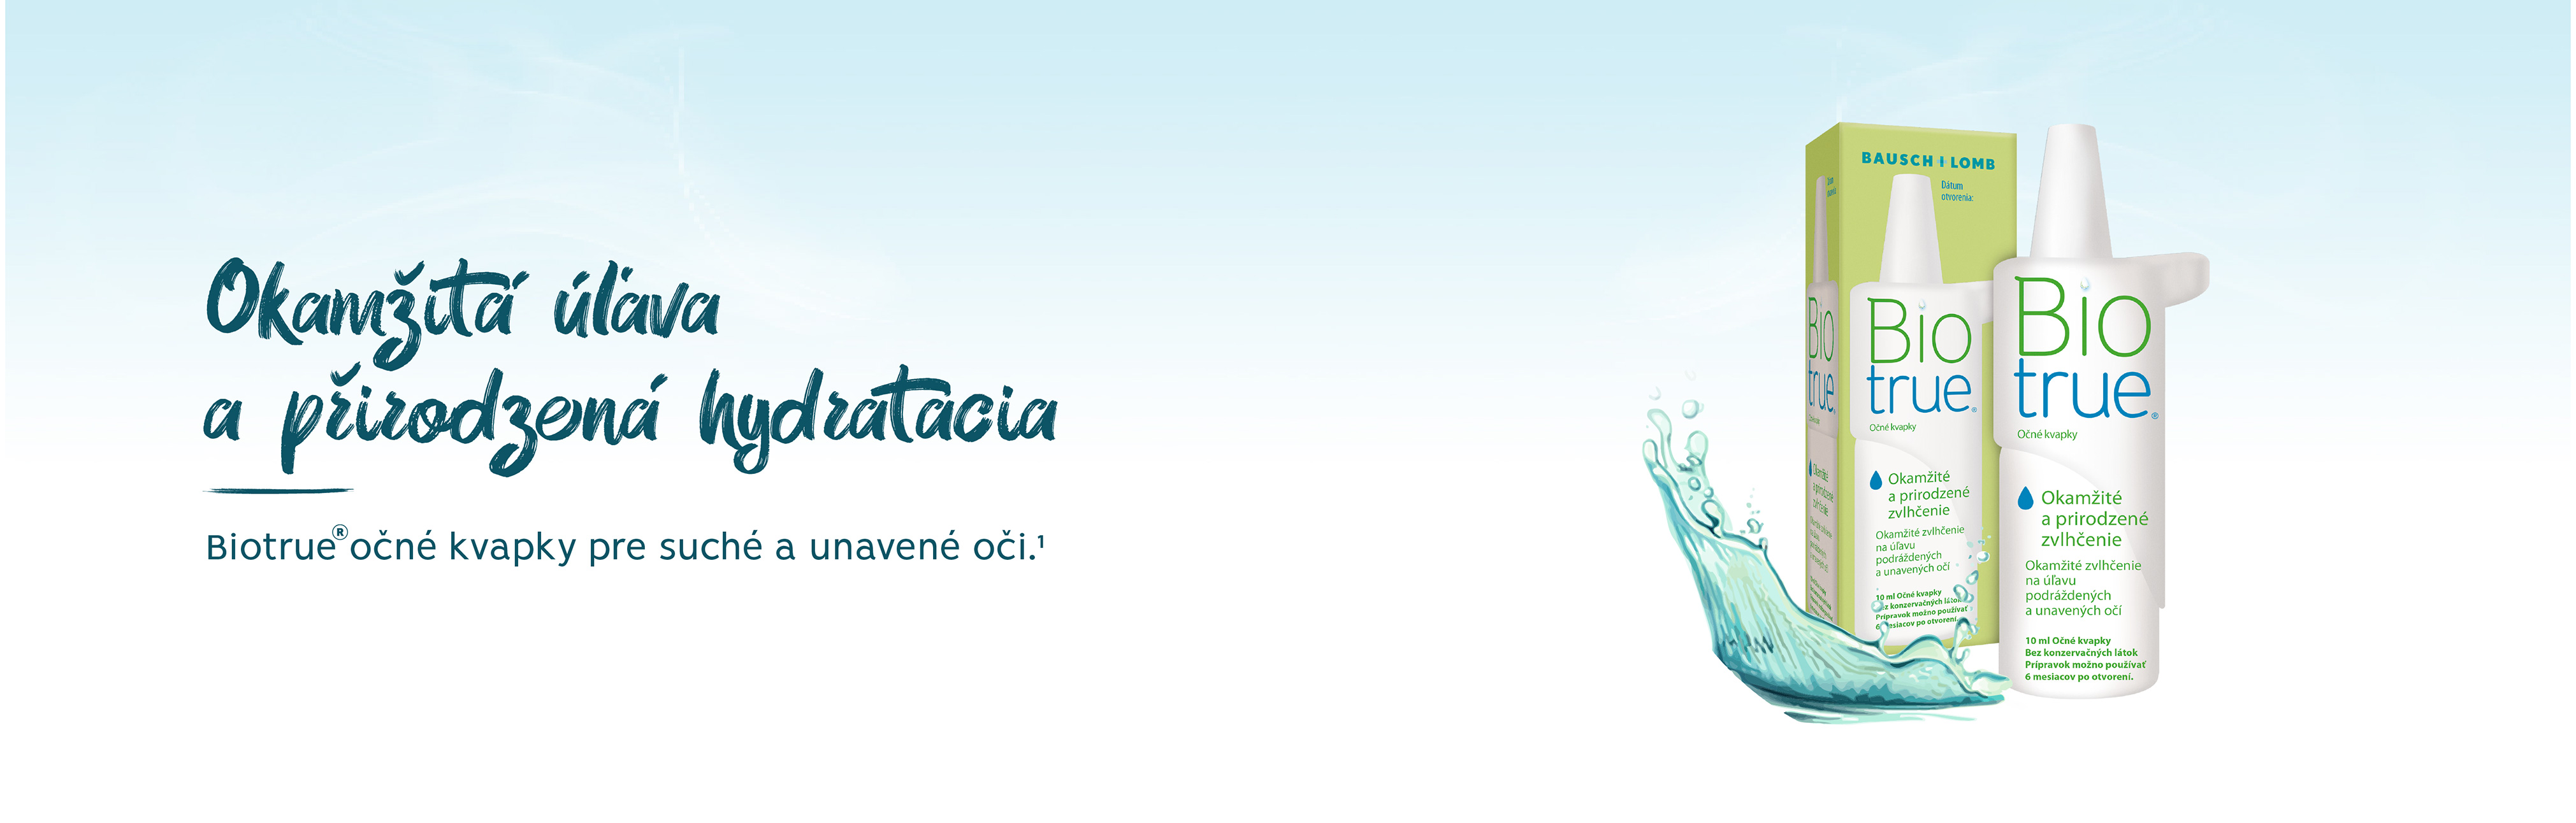 Okamžitá úľava
a přirodzená hydratacia
Biotrue® očné kvapky pre suché a unavené oči.¹
BAUSCH + LOMB
Dátum
otvorenia:
Bio
true®
Očné kvapky
Okamžité
a prirodzené
zvlhčenie
Okamžité zvlhčenie
na úľavu
podráždených
a unavených očí
10 ml Očné kvapky
Bez konzervačných látok
Prípravok možno používať
6 mesiacov po otvorení.
Bio
true®
Očné kvapky
Okamžité
a prirodzené
zvlhčenie
Okamžité zvlhčenie
na úľavu
podráždených
a unavených očí
10 ml Očné kvapky
Bez konzervačných látok
Prípravok možno používať
6 mesiacov po otvorení.
Bio
true